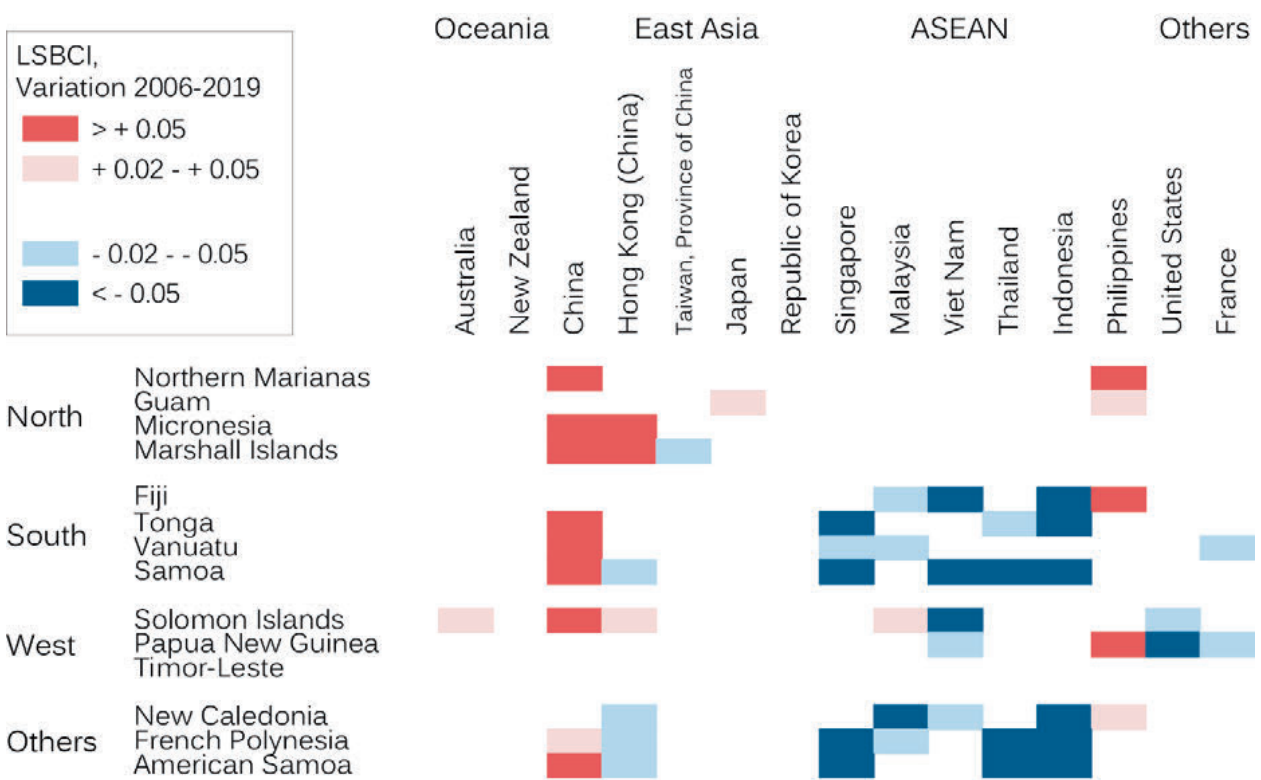 Oceania East Asia ASEAN Others
LSBCI,
Variation 2006-2019
> + 0.05
+ 0.02 - + 0.05
- 0.02 - - 0.05
< - 0.05
Australia
New Zealand
China
Hong Kong (China)
Taiwan, Province of China
Japan
Republic of Korea
Singapore
Malaysia
Viet Nam
Thailand
Indonesia
Philippines
United States
France
North
Northern Marianas
Guam
Micronesia
Marshall Islands
South
Fiji
Tonga
Vanuatu
Samoa
West
Solomon Islands
Papua New Guinea
Timor-Leste
Others
New Caledonia
French Polynesia
American Samoa